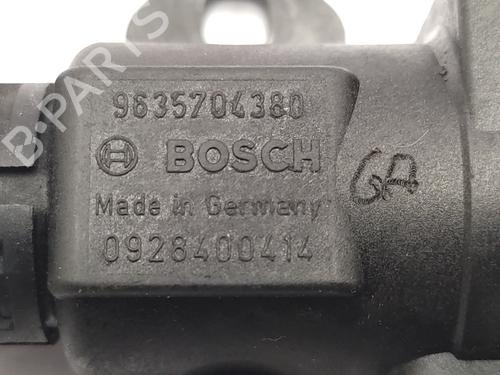 9635704380
BOSCH
GA
Made in Germany
0928400414
B-PARTS